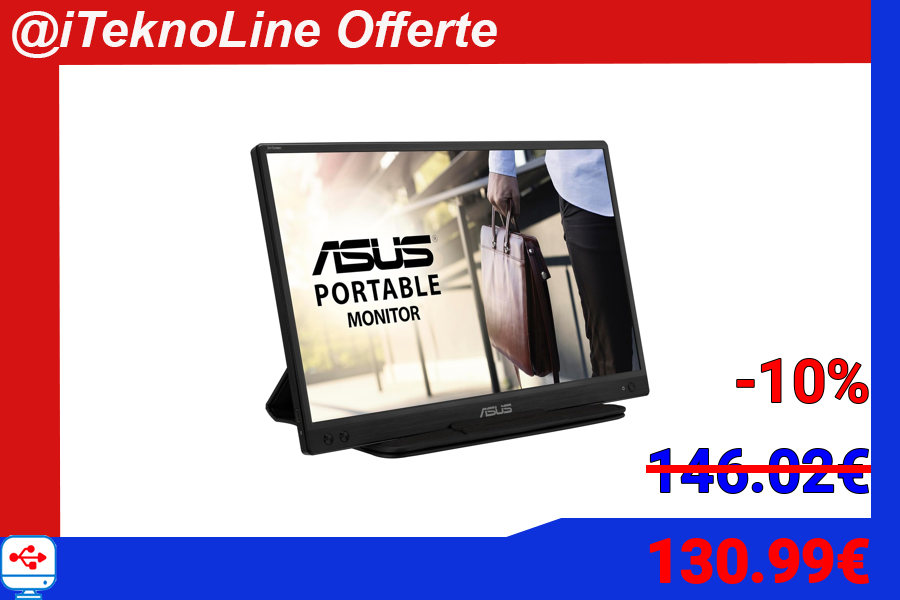 @iTeknoLine Offerte
ASUS
PORTABLE
MONITOR
ASUS
-10%
146.02€
130.99€